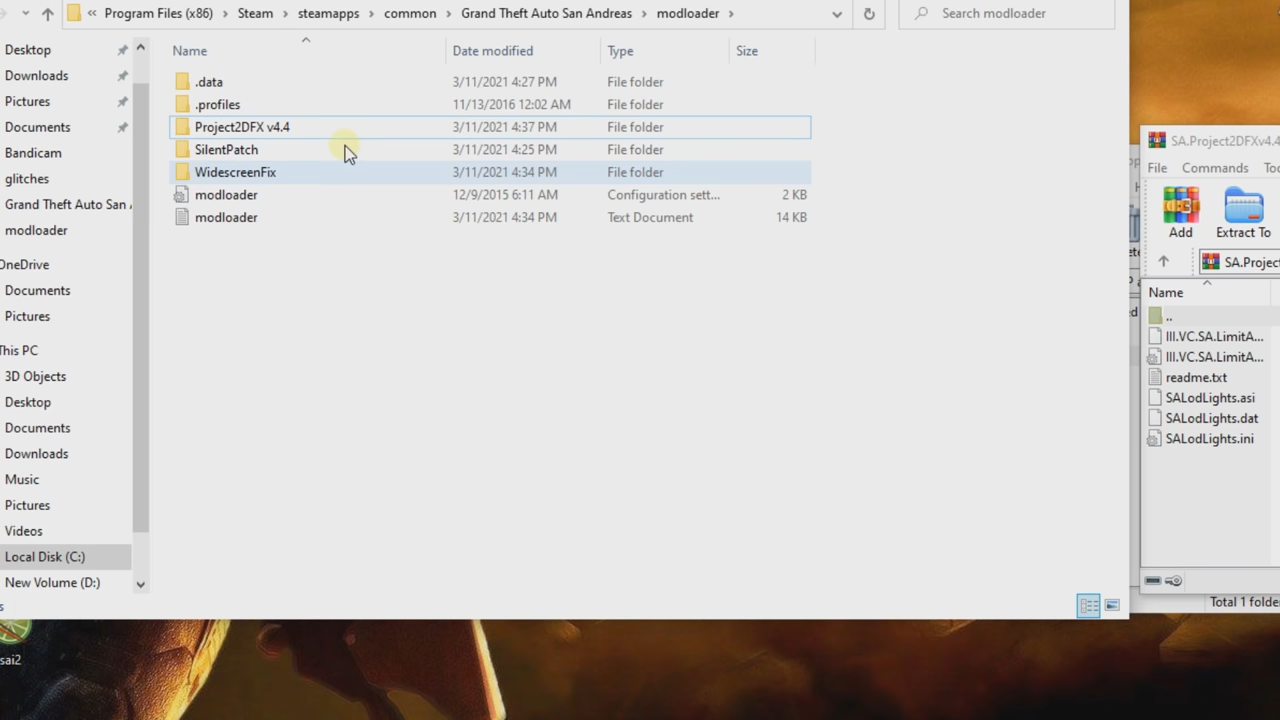 « Program Files (x86) › Steam › steamapps › common › Grand Theft Auto San Andreas › modloader ›
Search modloader
Desktop
Downloads
Pictures
Documents
Bandicam
glitches
Grand Theft Auto San
modloader
OneDrive
Documents
Pictures
This PC
3D Objects
Desktop
Documents
Downloads
Music
Pictures
Videos
Local Disk (C:)
New Volume (D:)
Name Date modified Type Size
.data 3/11/2021 4:27 PM File folder
.profiles 11/13/2016 12:02 AM File folder
Project2DFX v4.4 3/11/2021 4:37 PM File folder
SilentPatch 3/11/2021 4:25 PM File folder
WidescreenFix 3/11/2021 4:34 PM File folder
modloader 12/9/2015 6:11 AM Configuration sett... 2 KB
modloader 3/11/2021 4:34 PM Text Document 14 KB
SA.Project2DFXv4.4
File Commands Too
Add Extract To
SA.Project
Name
..
III.VC.SA.LimitA...
III.VC.SA.LimitA...
readme.txt
SALodLights.asi
SALodLights.dat
SALodLights.ini
Total 1 folde
sai2